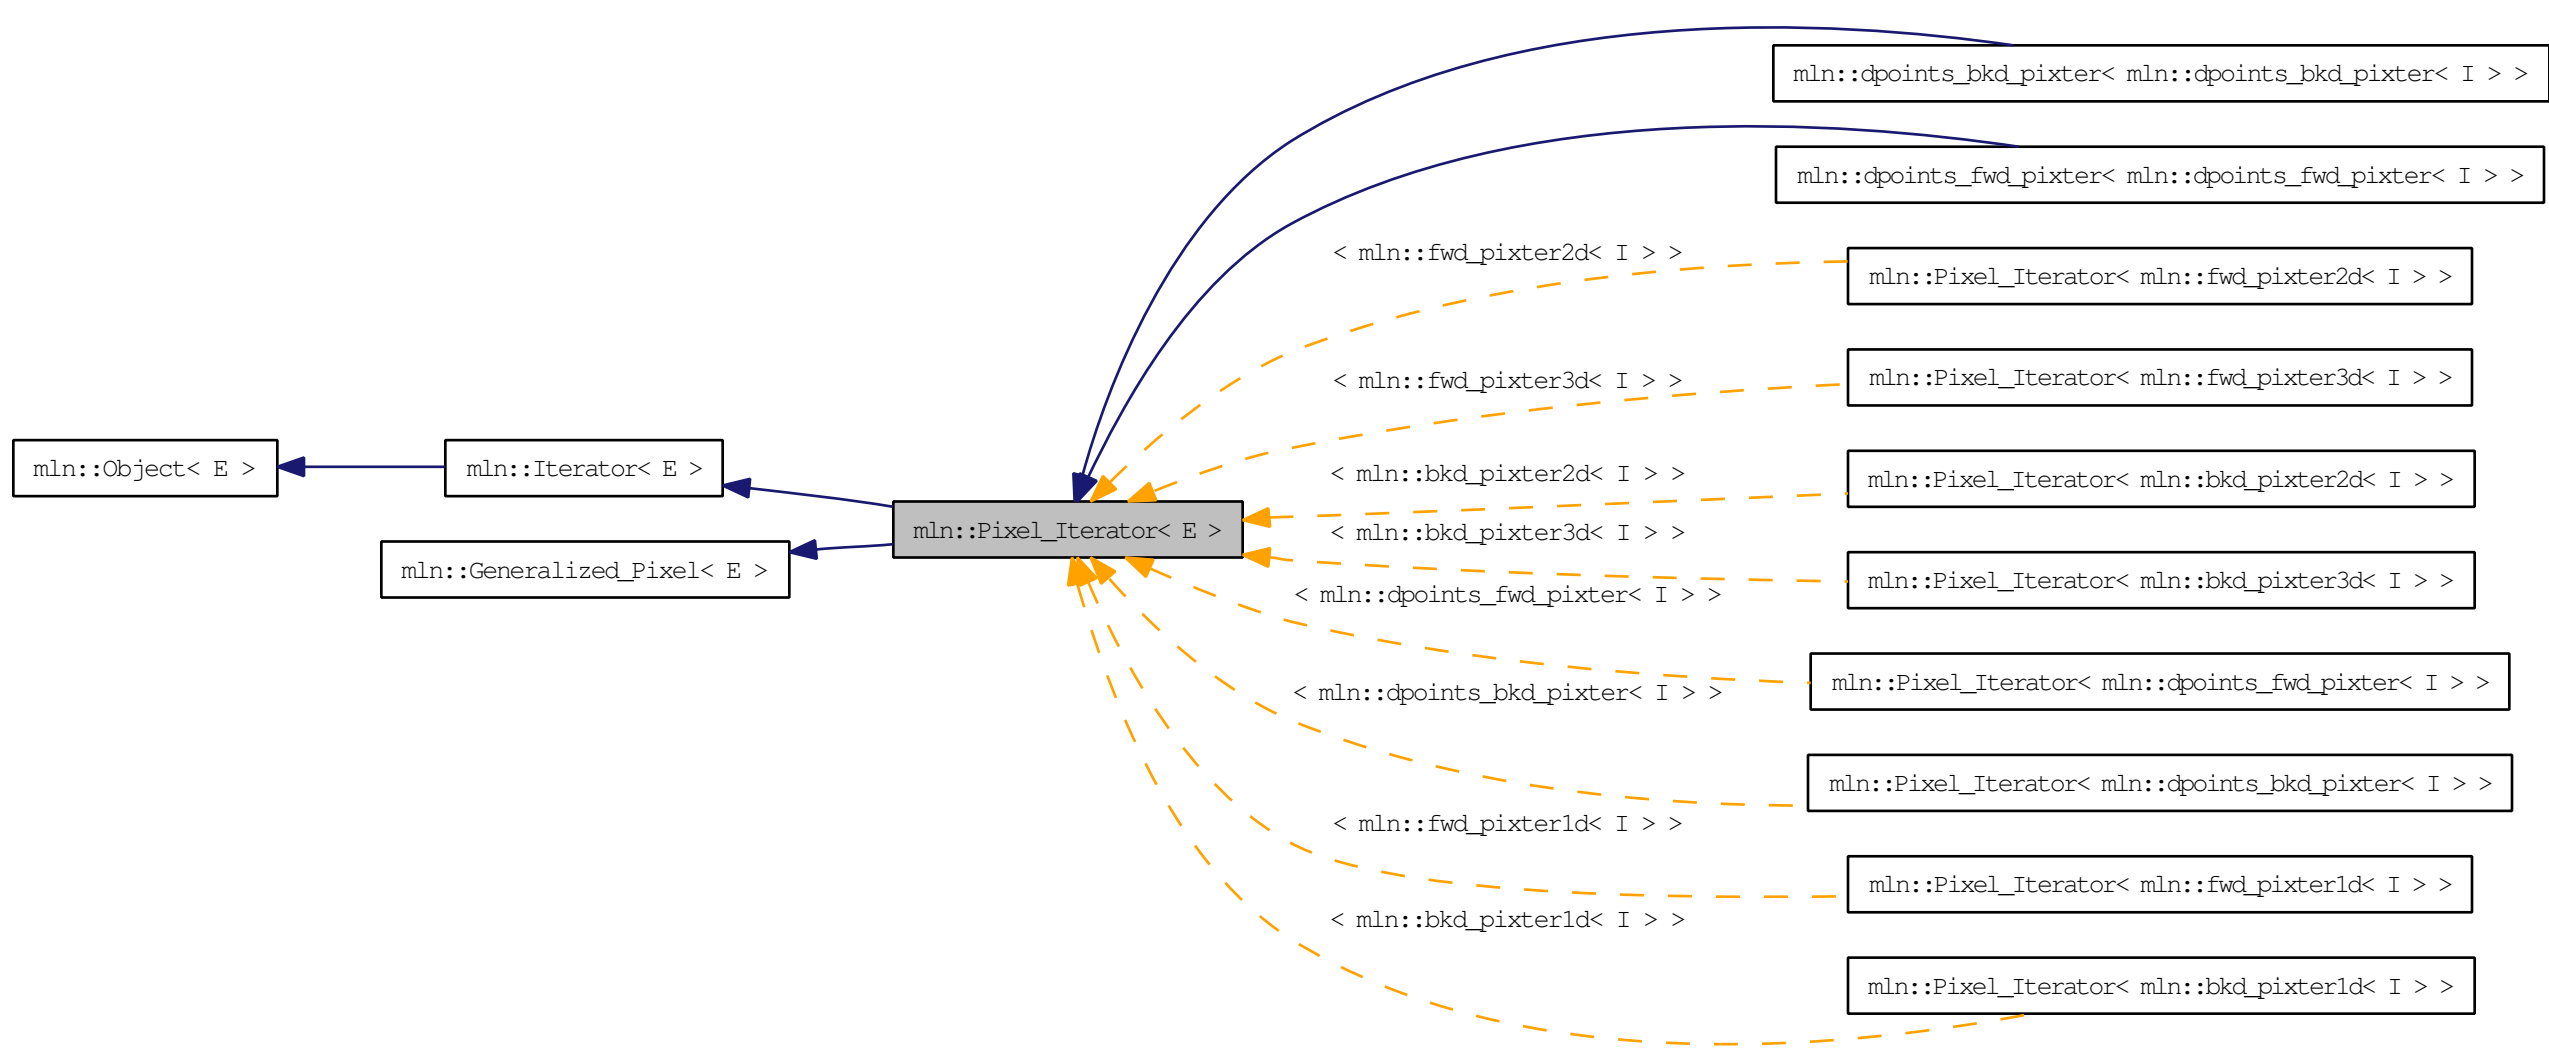 mln::dpoints_bkd_pixter< mln::dpoints_bkd_pixter< I > >
mln::dpoints_fwd_pixter< mln::dpoints_fwd_pixter< I > >
< mln::fwd_pixter2d< I > >
mln::Pixel_Iterator< mln::fwd_pixter2d< I > >
< mln::fwd_pixter3d< I > >
mln::Pixel_Iterator< mln::fwd_pixter3d< I > >
mln::Object< E >
mln::Iterator< E >
< mln::bkd_pixter2d< I > >
mln::Pixel_Iterator< mln::bkd_pixter2d< I > >
mln::Pixel_Iterator< E >
< mln::bkd_pixter3d< I > >
mln::Generalized_Pixel< E >
mln::Pixel_Iterator< mln::bkd_pixter3d< I > >
< mln::dpoints_fwd_pixter< I > >
mln::Pixel_Iterator< mln::dpoints_fwd_pixter< I > >
< mln::dpoints_bkd_pixter< I > >
mln::Pixel_Iterator< mln::dpoints_bkd_pixter< I > >
< mln::fwd_pixter1d< I > >
mln::Pixel_Iterator< mln::fwd_pixter1d< I > >
< mln::bkd_pixter1d< I > >
mln::Pixel_Iterator< mln::bkd_pixter1d< I > >